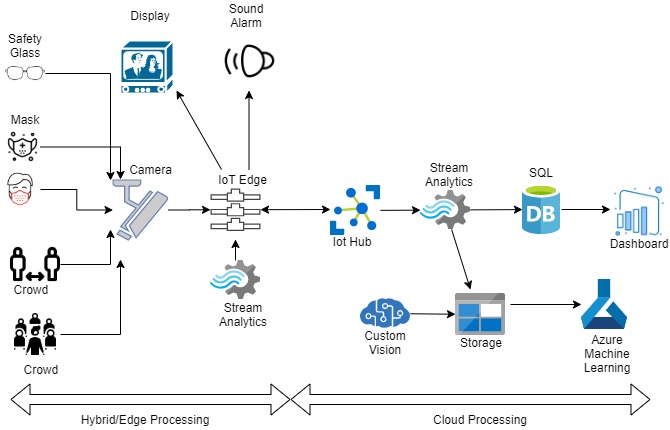 Display
Sound
Alarm
Safety
Glass
Mask
Camera
IoT Edge
Stream
Analytics
SQL
DB
Iot Hub
Dashboard
Crowd
Stream
Analytics
Custom
Vision
Storage
Azure
Machine
Learning
Crowd
Hybrid/Edge Processing
Cloud Processing